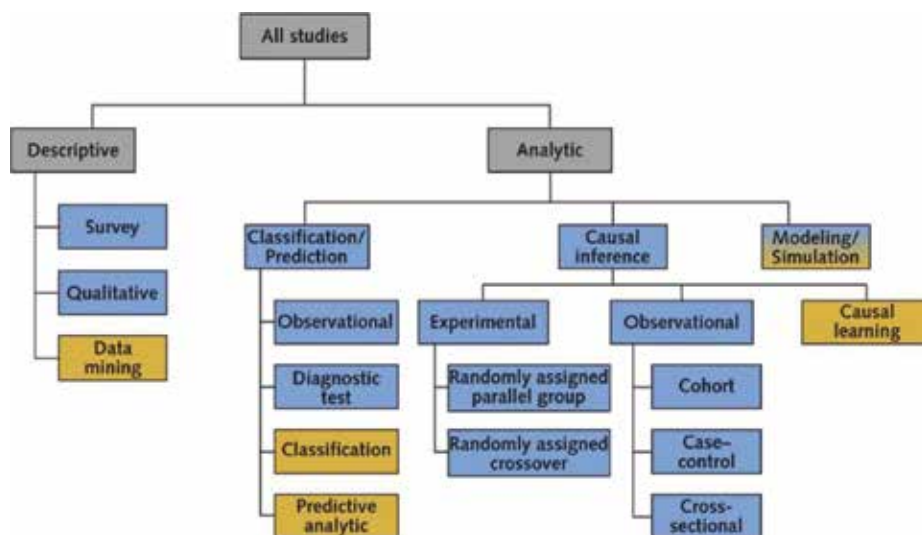 All studies
Descriptive
Analytic
Survey
Qualitative
Data
mining
Classification/
Prediction
Causal
inference
Modeling/
Simulation
Observational
Diagnostic
test
Classification
Predictive
analytic
Experimental
Randomly assigned
parallel group
Randomly assigned
crossover
Observational
Cohort
Case–
control
Cross-
sectional
Causal
learning